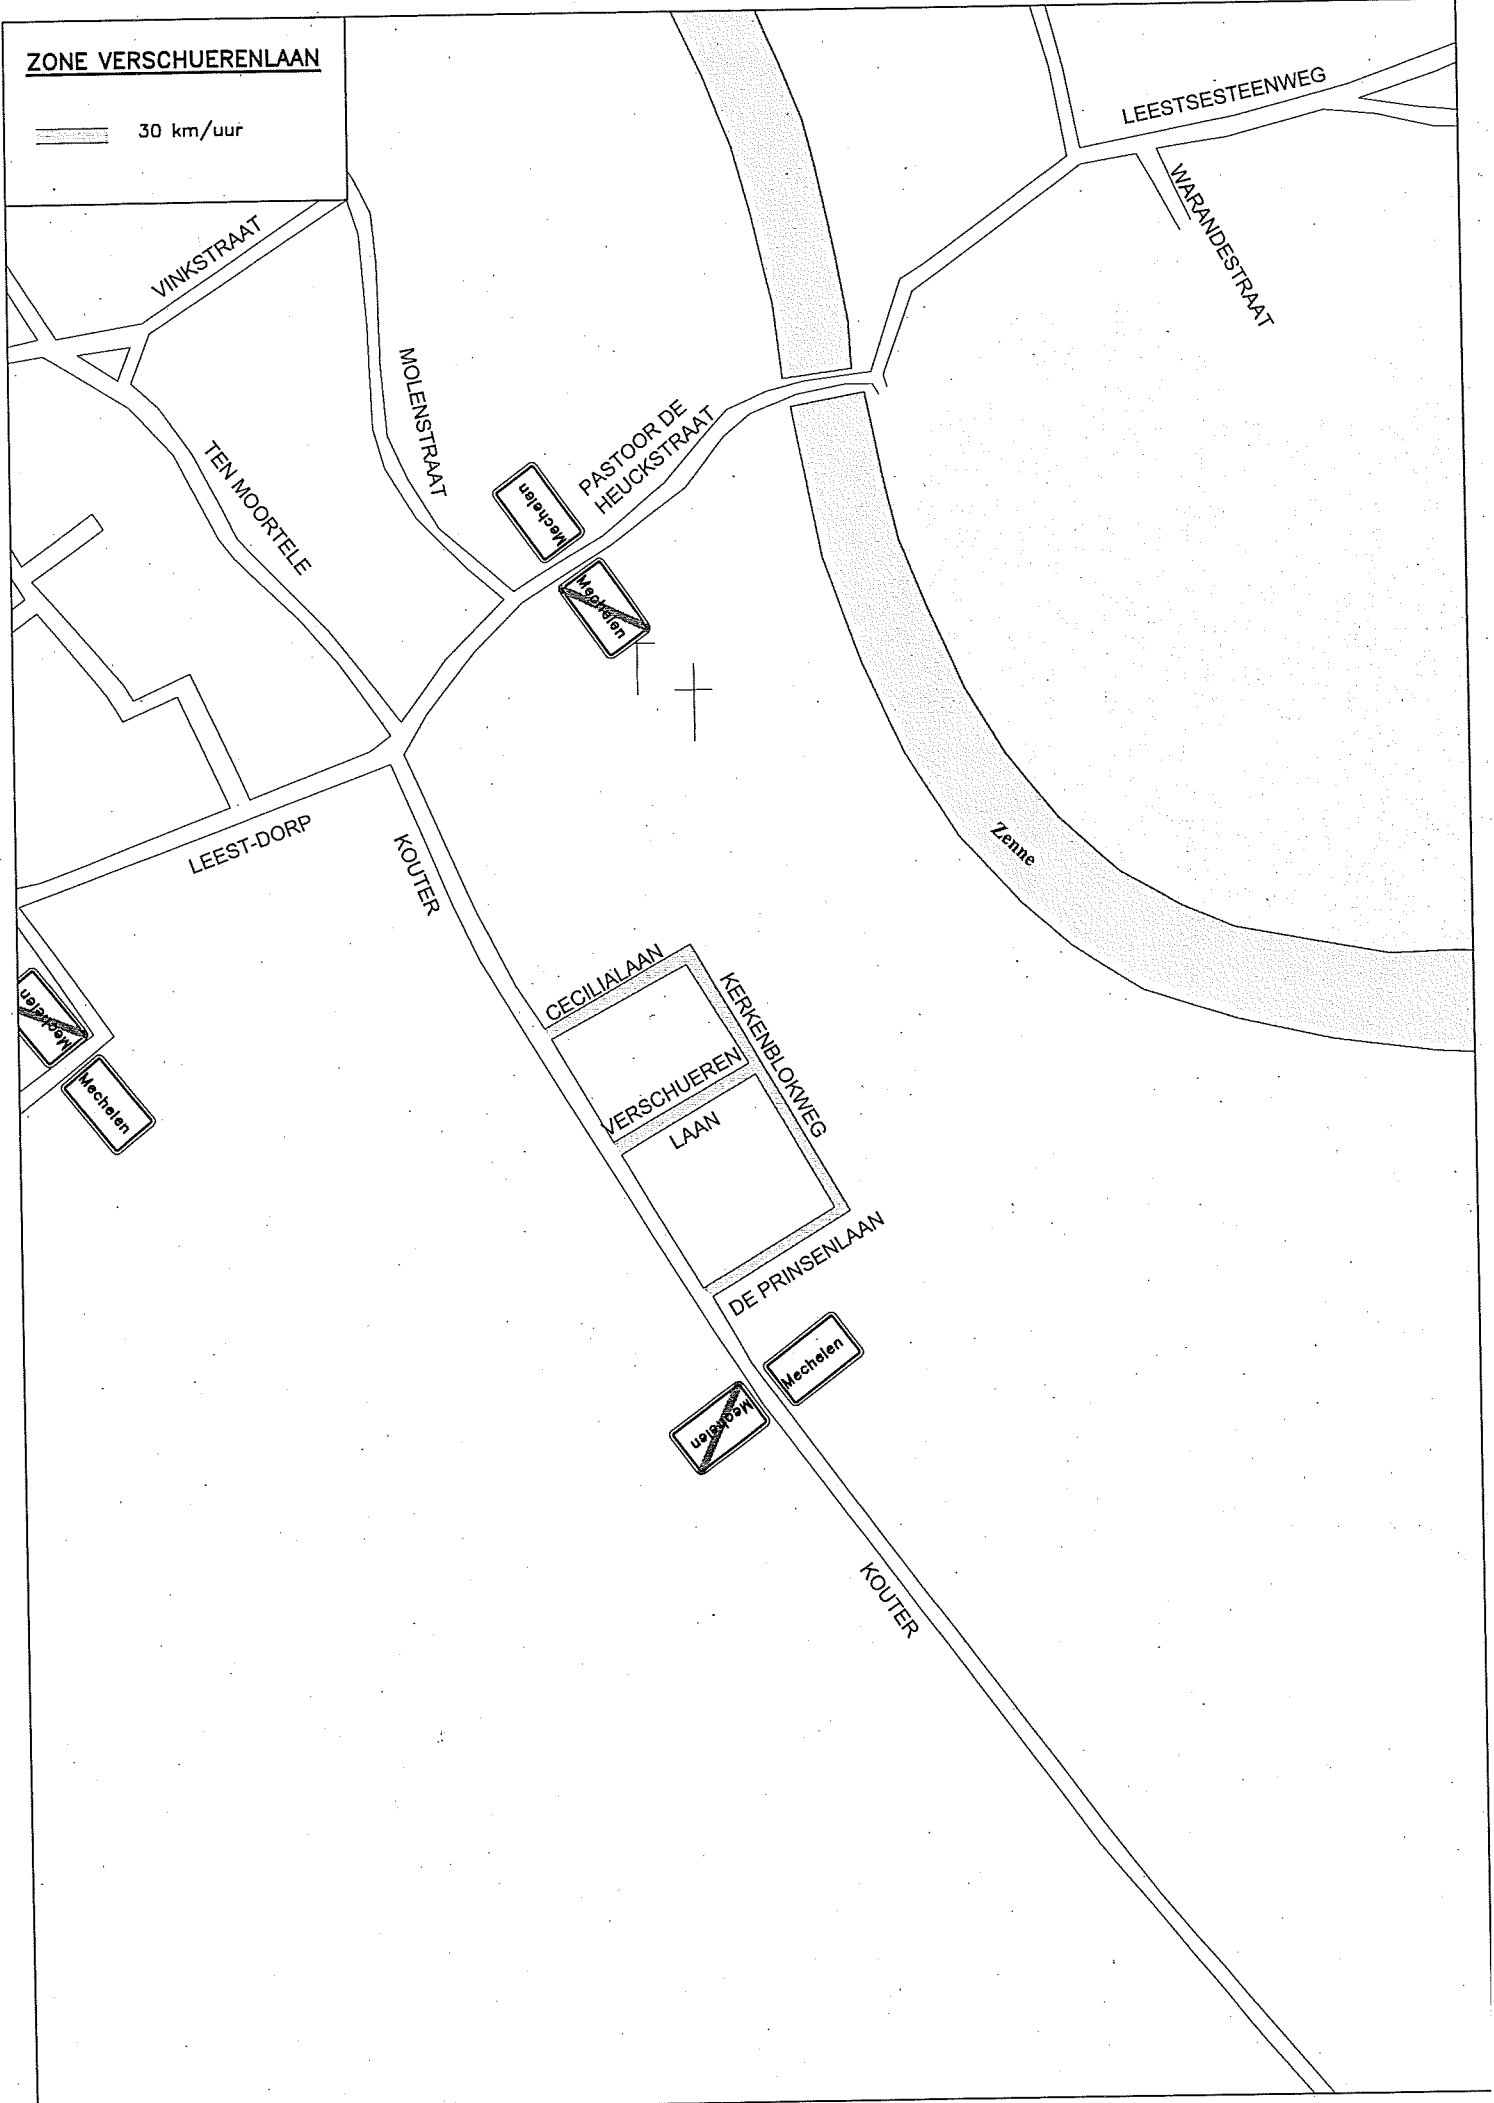 ZONE VERSCHUERENLAAN
30 km/uur
LEESTSESTEENWEG
WARANDESTRAAT
VINKSTRAAT
MOLENSTRAAT
PASTOOR DE
HEUCKSTRAAT
TEN MOORTELE
Mechelen
Mechelen
LEEST-DORP
KOUTER
Zenne
CECILIALAAN
KERKENBLOKWEG
Mechelen
Mechelen
VERSCHUEREN
LAAN
DE PRINSENLAAN
Mechelen
Mechelen
KOUTER